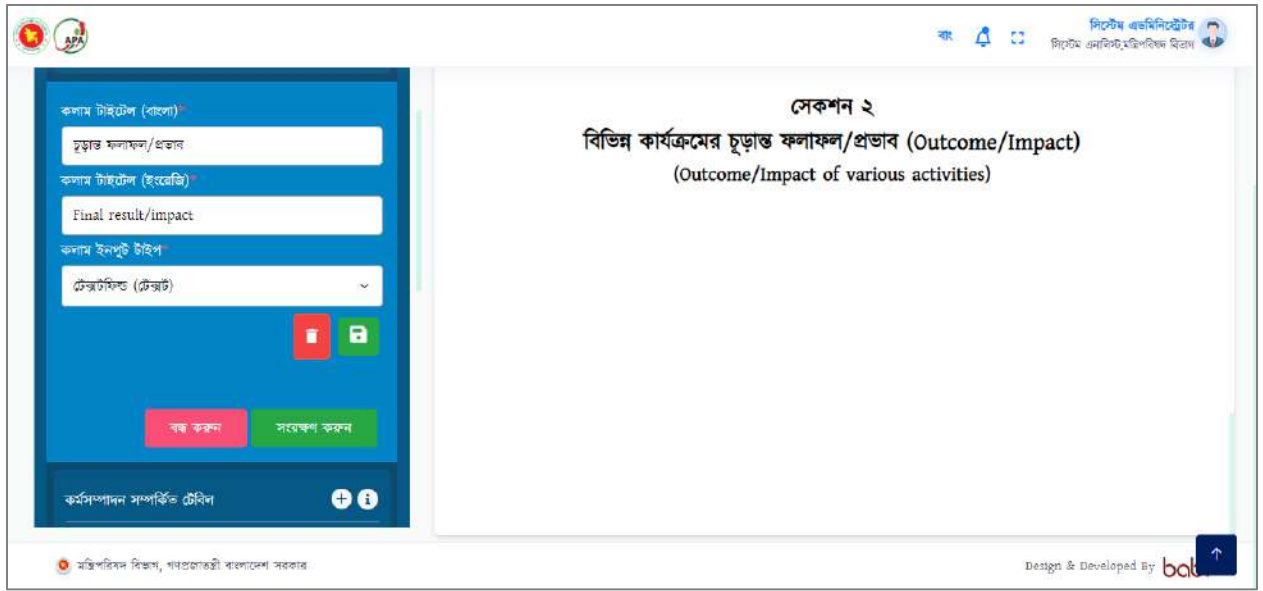 APA
বাং
সিস্টেম এডমিনিস্ট্রেটর
সিস্টেম এনালিস্ট,মন্ত্রিপরিষদ বিভাগ
কলাম টাইটেল (বাংলা)*
চূড়ান্ত ফলাফল/প্রভাব
কলাম টাইটেল (ইংরেজি)*
Final result/impact
কলাম ইনপুট টাইপ*
টেক্সটফিল্ড (টেক্সট)
বন্ধ করুন
সংরক্ষণ করুন
কর্মসম্পাদন সম্পর্কিত টেবিল
সেকশন ২
বিভিন্ন কার্যক্রমের চূড়ান্ত ফলাফল/প্রভাব (Outcome/Impact)
(Outcome/Impact of various activities)
মন্ত্রিপরিষদ বিভাগ, গণপ্রজাতন্ত্রী বাংলাদেশ সরকার
Design & Developed By